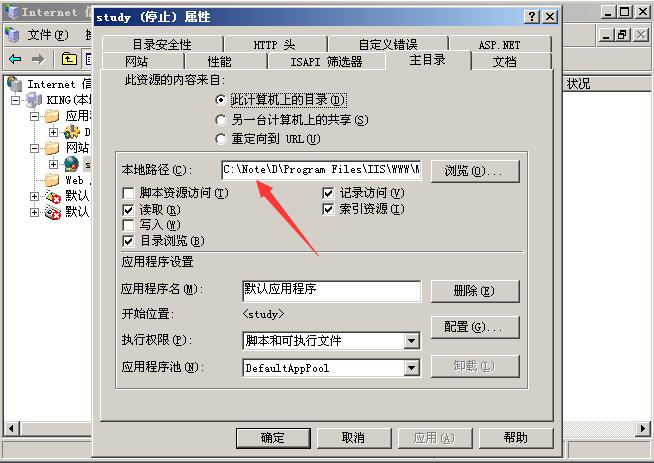 Internet 信
study (停止) 属性
文件(F)
目录安全性 HTTP 头 自定义错误 ASP.NET
网站 性能 ISAPI 筛选器 主目录 文档
此资源的内容来自:
此计算机上的目录(D)
另一台计算机上的共享(S)
重定向到 URL(U)
本地路径(C): C:\Note\D\Program Files\IIS\WWW\M 浏览(O)...
脚本资源访问(T) 记录访问(V)
读取(R) 索引资源(I)
写入(W)
目录浏览(B)
应用程序设置
应用程序名(M): 默认应用程序 删除(E)
开始位置: <study>
配置(G)...
执行权限(P): 脚本和可执行文件
应用程序池(N): DefaultAppPool 卸载(L)
确定 取消 应用(A) 帮助
Internet 信
KING(本
应用
D
网站
s
Web
默认
默认
状况